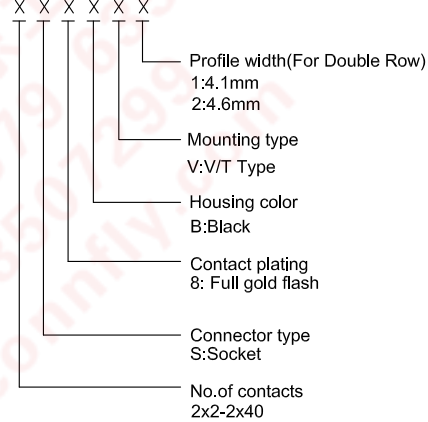 X X X X X X
Profile width(For Double Row)
1:4.1mm
2:4.6mm
Mounting type
V:V/T Type
Housing color
B:Black
Contact plating
8: Full gold flash
Connector type
S:Socket
No.of contacts
2x2-2x40